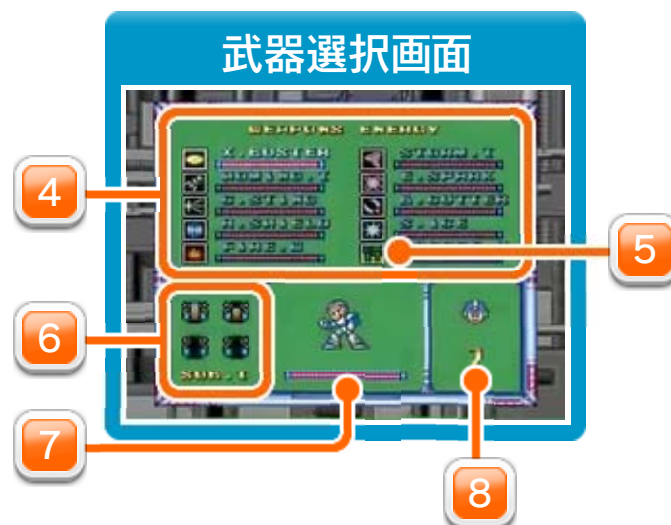 武器選択画面
WEAPONS ENERGY
X.BUSTER
STORM.T
HOMING.T
E.SPARK
C.STING
B.CUTTER
R.SHIELD
S.ICE
FIRE.W
4
5
6
SUB.T
7
8